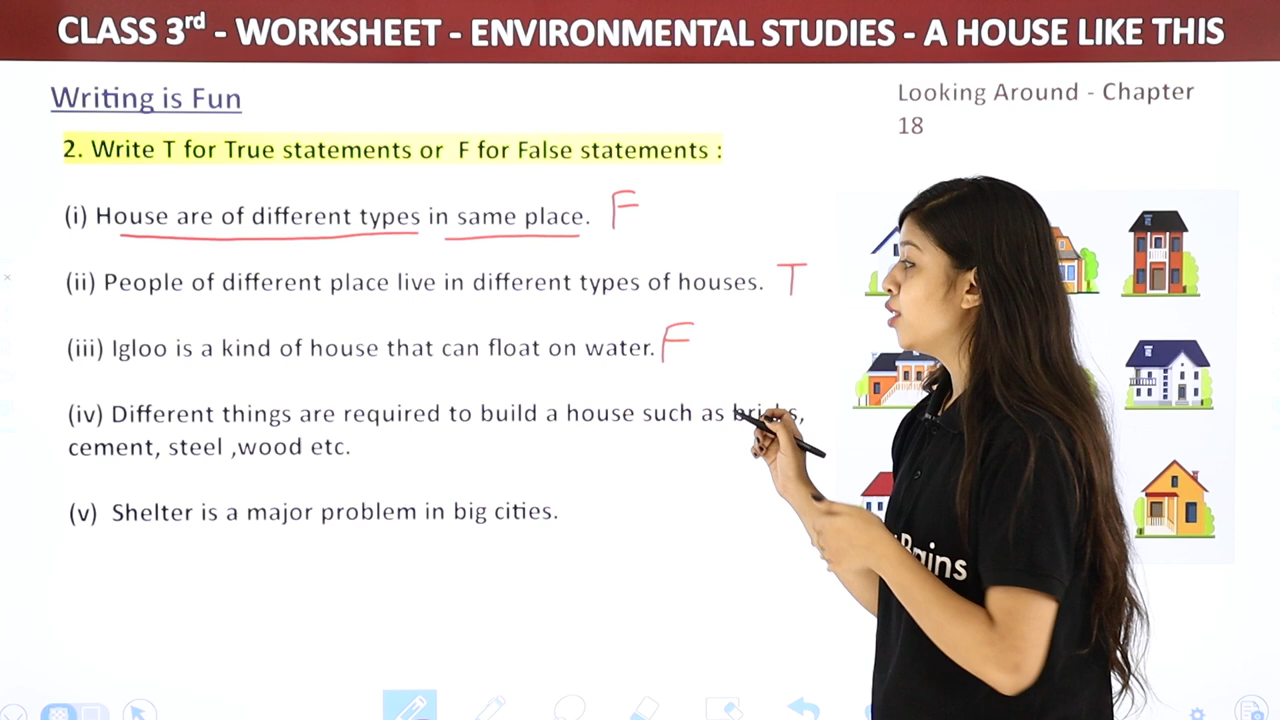 CLASS 3rd - WORKSHEET - ENVIRONMENTAL STUDIES - A HOUSE LIKE THIS
Writing is Fun
Looking Around - Chapter
18
2. Write T for True statements or F for False statements :
(i) House are of different types in same place. F
(ii) People of different place live in different types of houses. T
(iii) Igloo is a kind of house that can float on water. F
(iv) Different things are required to build a house such as bricks,
cement, steel ,wood etc.
(v) Shelter is a major problem in big cities.
Brains